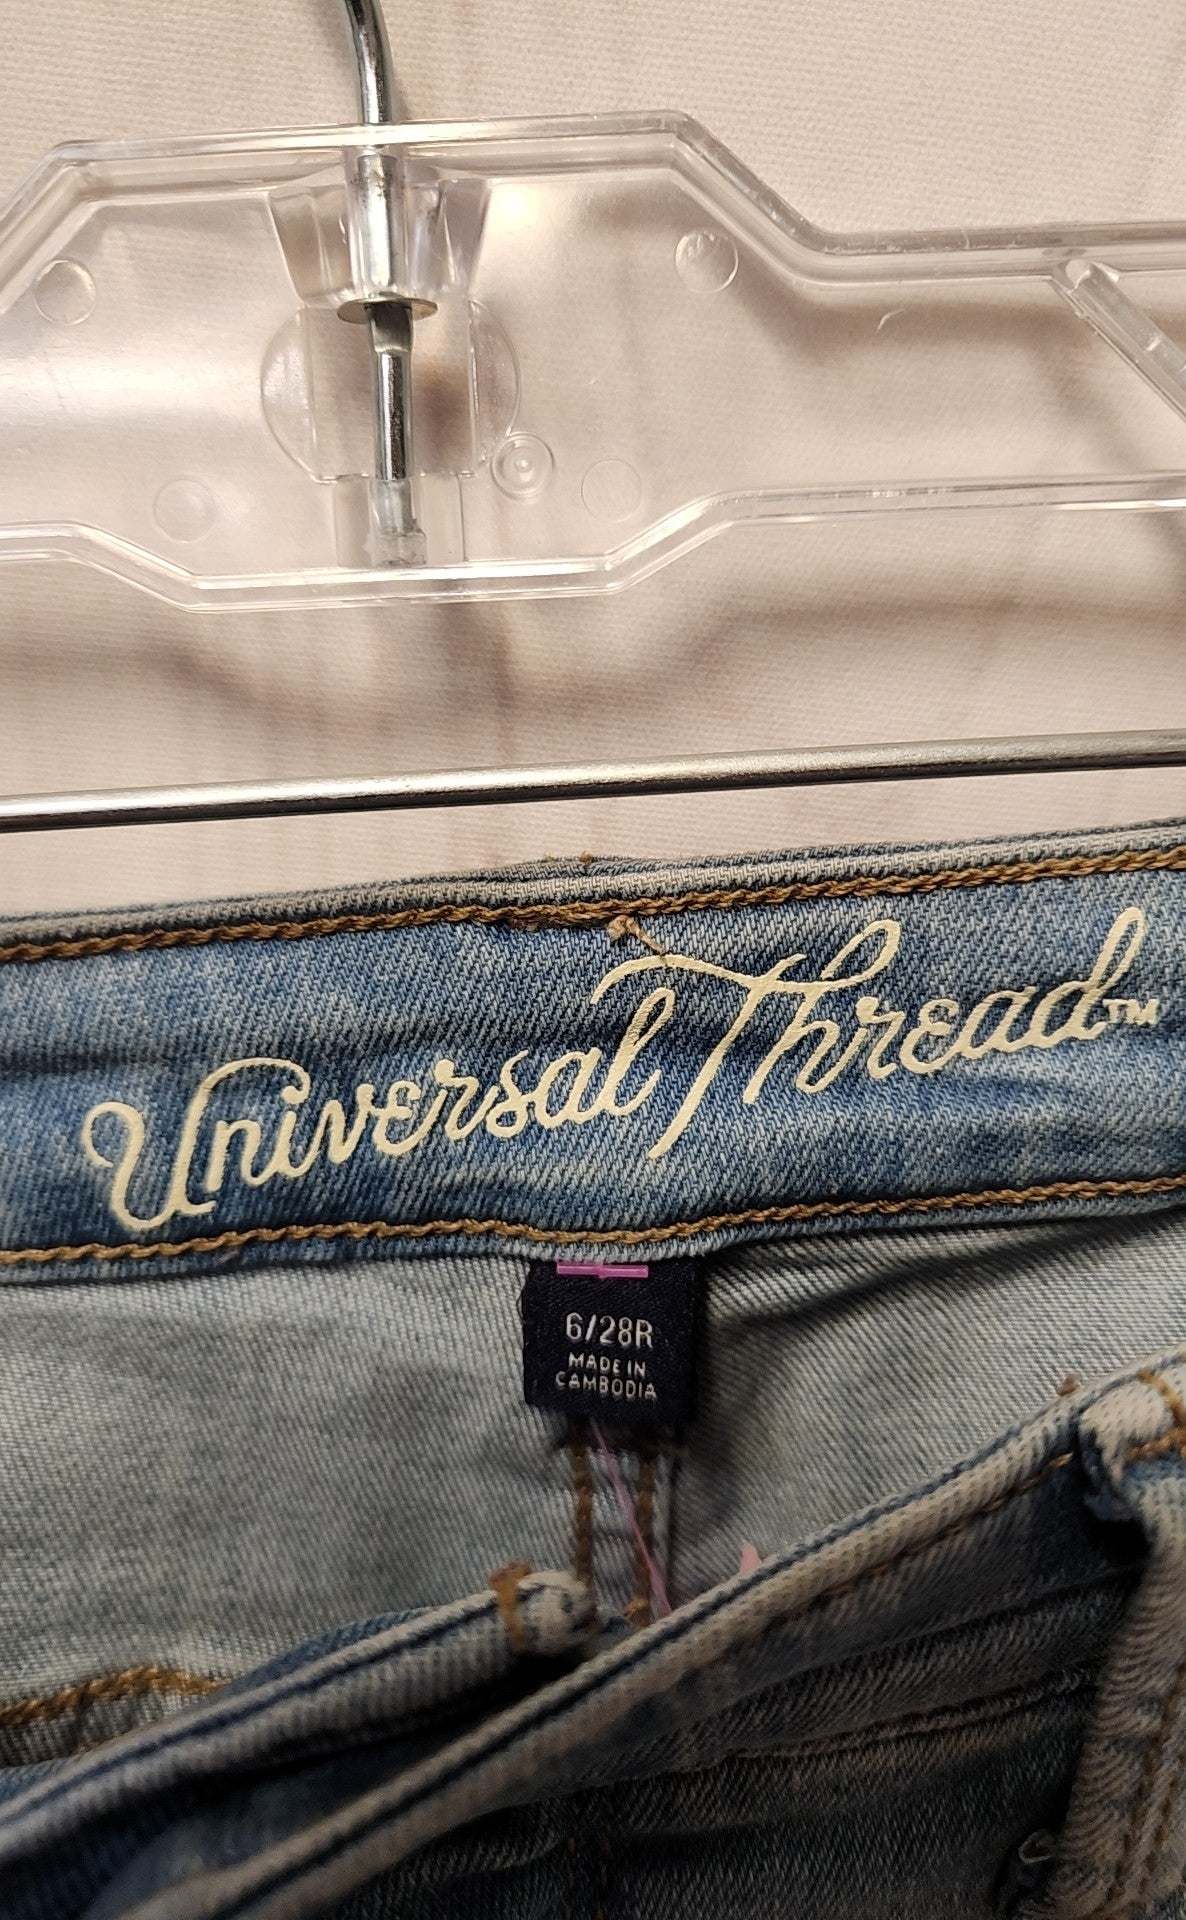 Universal Thread™
6/28R
MADE IN
CAMBODIA